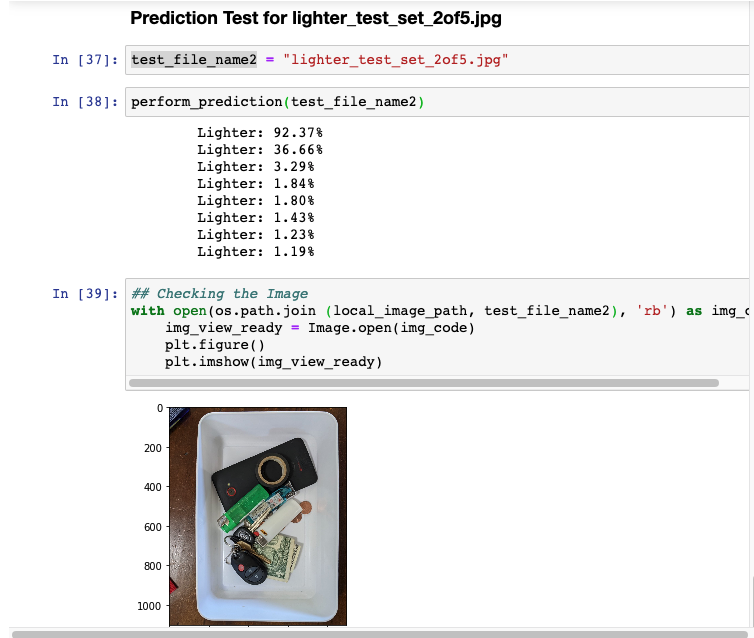 Prediction Test for lighter_test_set_2of5.jpg
In [37]: test_file_name2 = "lighter_test_set_2of5.jpg"
In [38]: perform_prediction(test_file_name2)
Lighter: 92.37%
Lighter: 36.66%
Lighter: 3.29%
Lighter: 1.84%
Lighter: 1.80%
Lighter: 1.43%
Lighter: 1.23%
Lighter: 1.19%
In [39]: ## Checking the Image
with open(os.path.join (local_image_path, test_file_name2), 'rb') as img_c
img_view_ready = Image.open(img_code)
plt.figure()
plt.imshow(img_view_ready)
0
200
400
600
800
1000